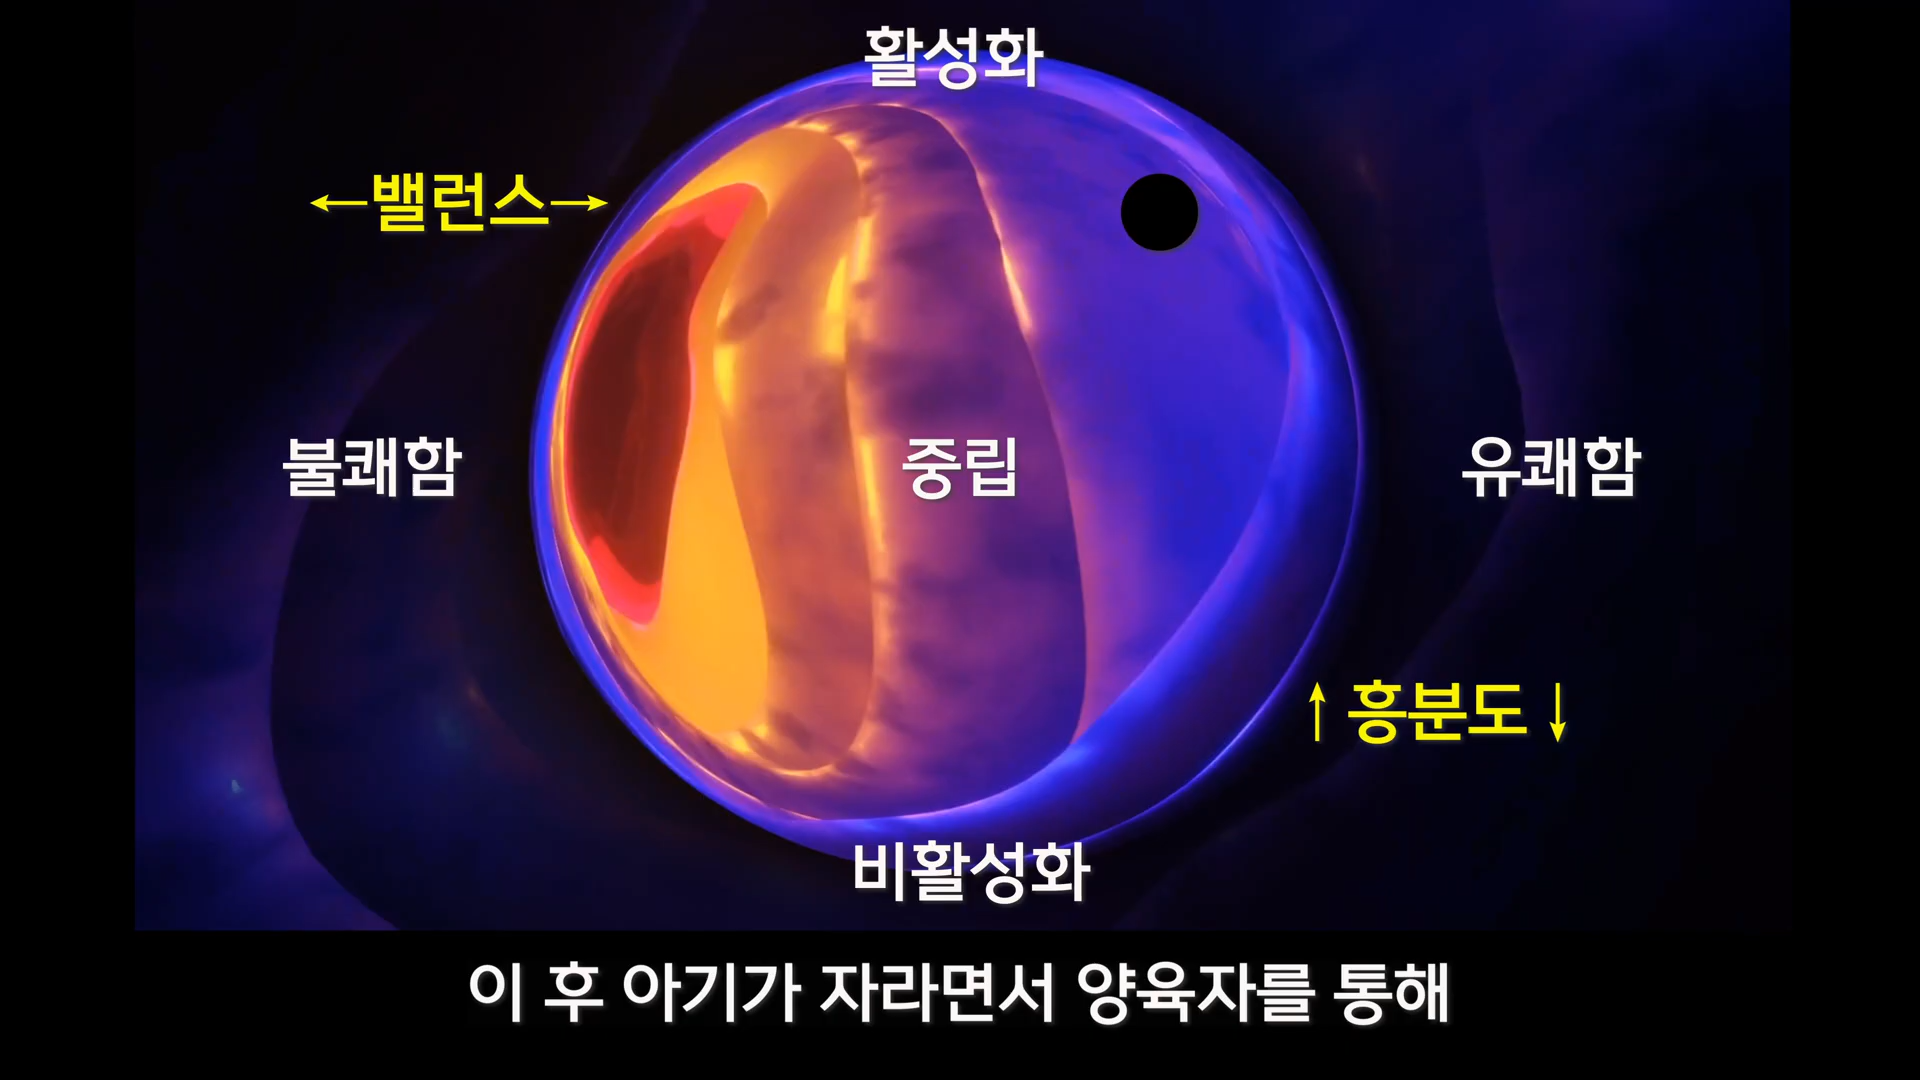 활성화
←밸런스→
불쾌함
중립
유쾌함
↑흥분도↓
비활성화
이 후 아기가 자라면서 양육자를 통해